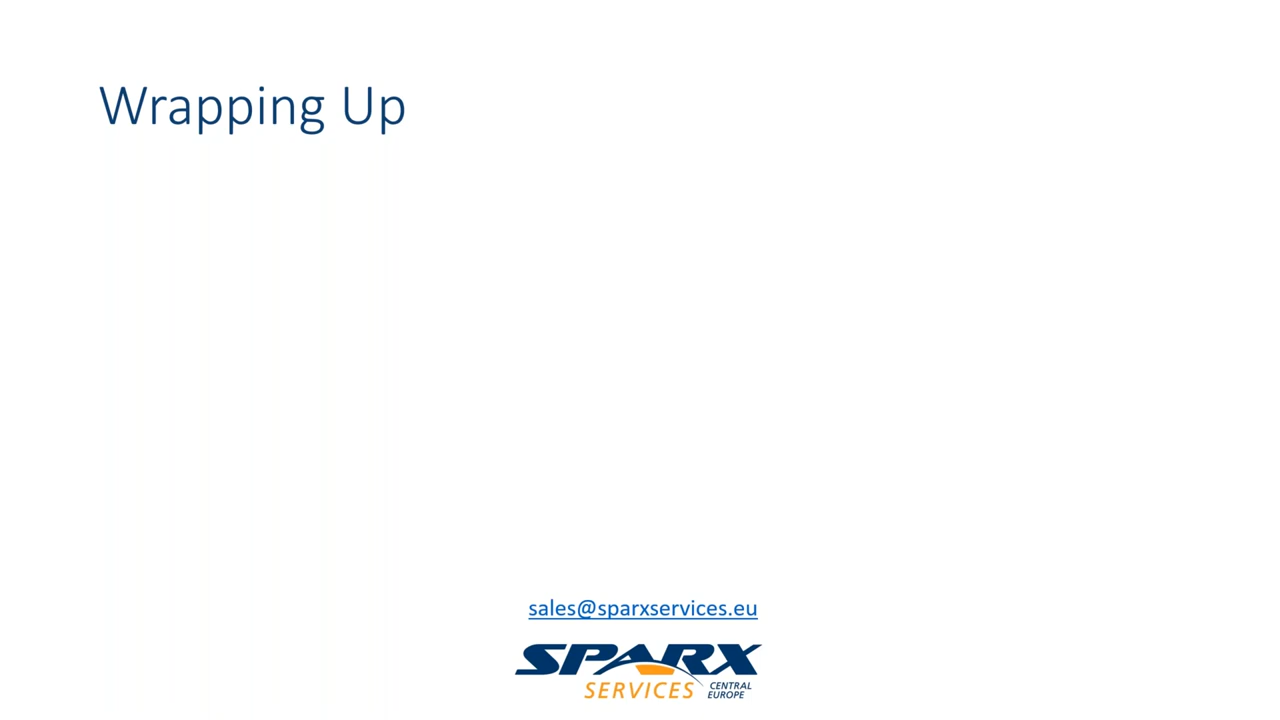 Wrapping Up
sales@sparxservices.eu
SPARX
SERVICES
CENTRAL
EUROPE